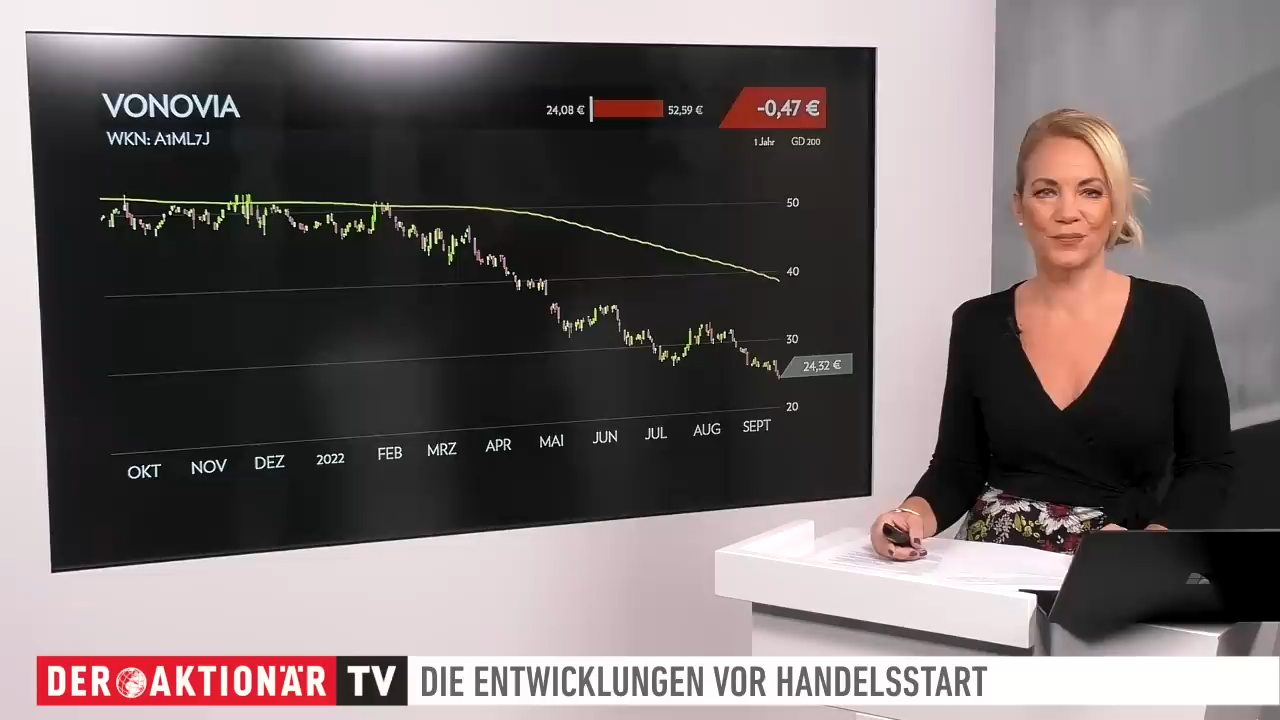 VONOVIA
WKN: A1ML7J
24,08 €
52,59 €
-0,47 €
1 Jahr
GD 200
50
40
30
24,32 €
20
OKT NOV DEZ 2022 FEB MRZ APR MAI JUN JUL AUG SEPT
DER AKTIONÄR TV
DIE ENTWICKLUNGEN VOR HANDELSSTART